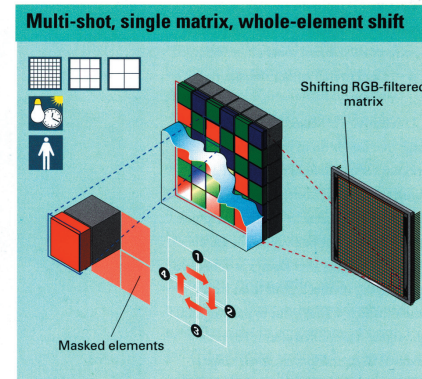 Multi-shot, single matrix, whole-element shift
Shifting RGB-filtered
matrix
1
4
2
3
Masked elements